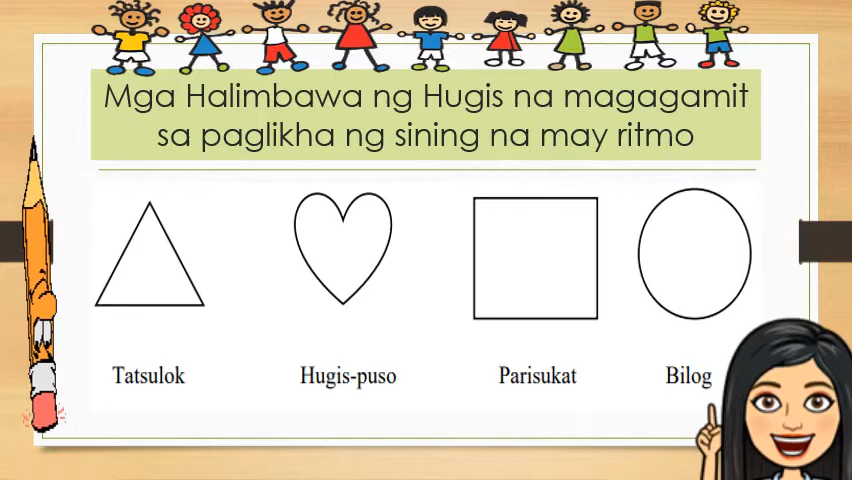 Mga Halimbawa ng Hugis na magagamit
sa paglikha ng sining na may ritmo
Tatsulok
Hugis-puso
Parisukat
Bilog